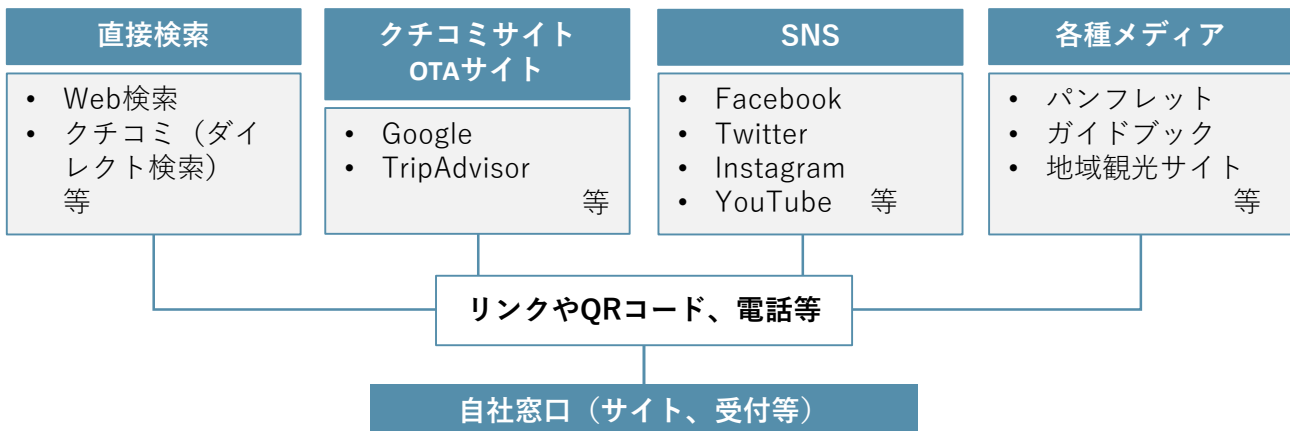 直接検索
• Web検索
• クチコミ（ダイ
レクト検索）
等
クチコミサイト
OTAサイト
• Google
• TripAdvisor
等
SNS
• Facebook
• Twitter
• Instagram
• YouTube 等
各種メディア
• パンフレット
• ガイドブック
• 地域観光サイト
等
リンクやQRコード、電話等
自社窓口（サイト、受付等）